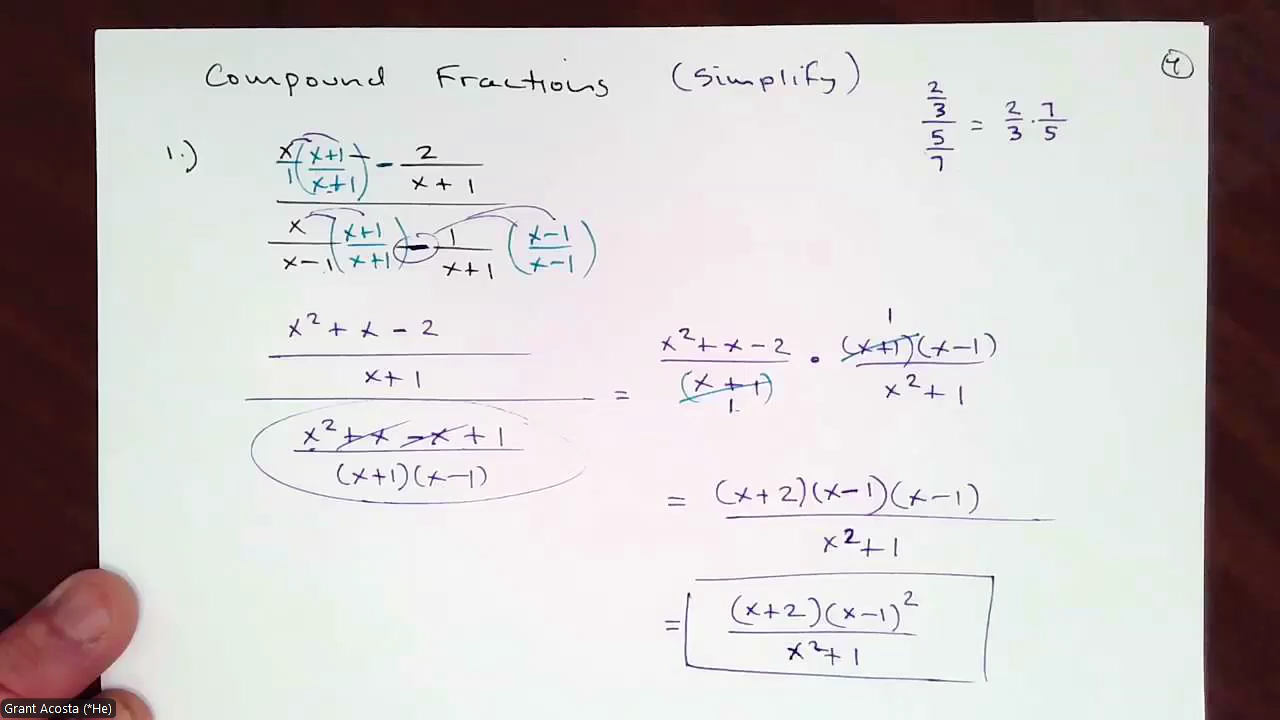 Compound Fractions (simplify) 4
2/3 / 5/7 = 2/3 · 7/5
1.) x/1 (x+1/x+1) - 2/x+1
x/x-1 (x+1/x+1) - 1/x+1 (x-1/x-1)
x² + x - 2
x+1
x² + x - x + 1
(x+1)(x-1)
= x² + x - 2 / (x+1) · (x+1)(x-1) / x² + 1
1
1
= (x+2)(x-1)(x-1)
x² + 1
= (x+2)(x-1)²
x² + 1
Grant Acosta (*He)